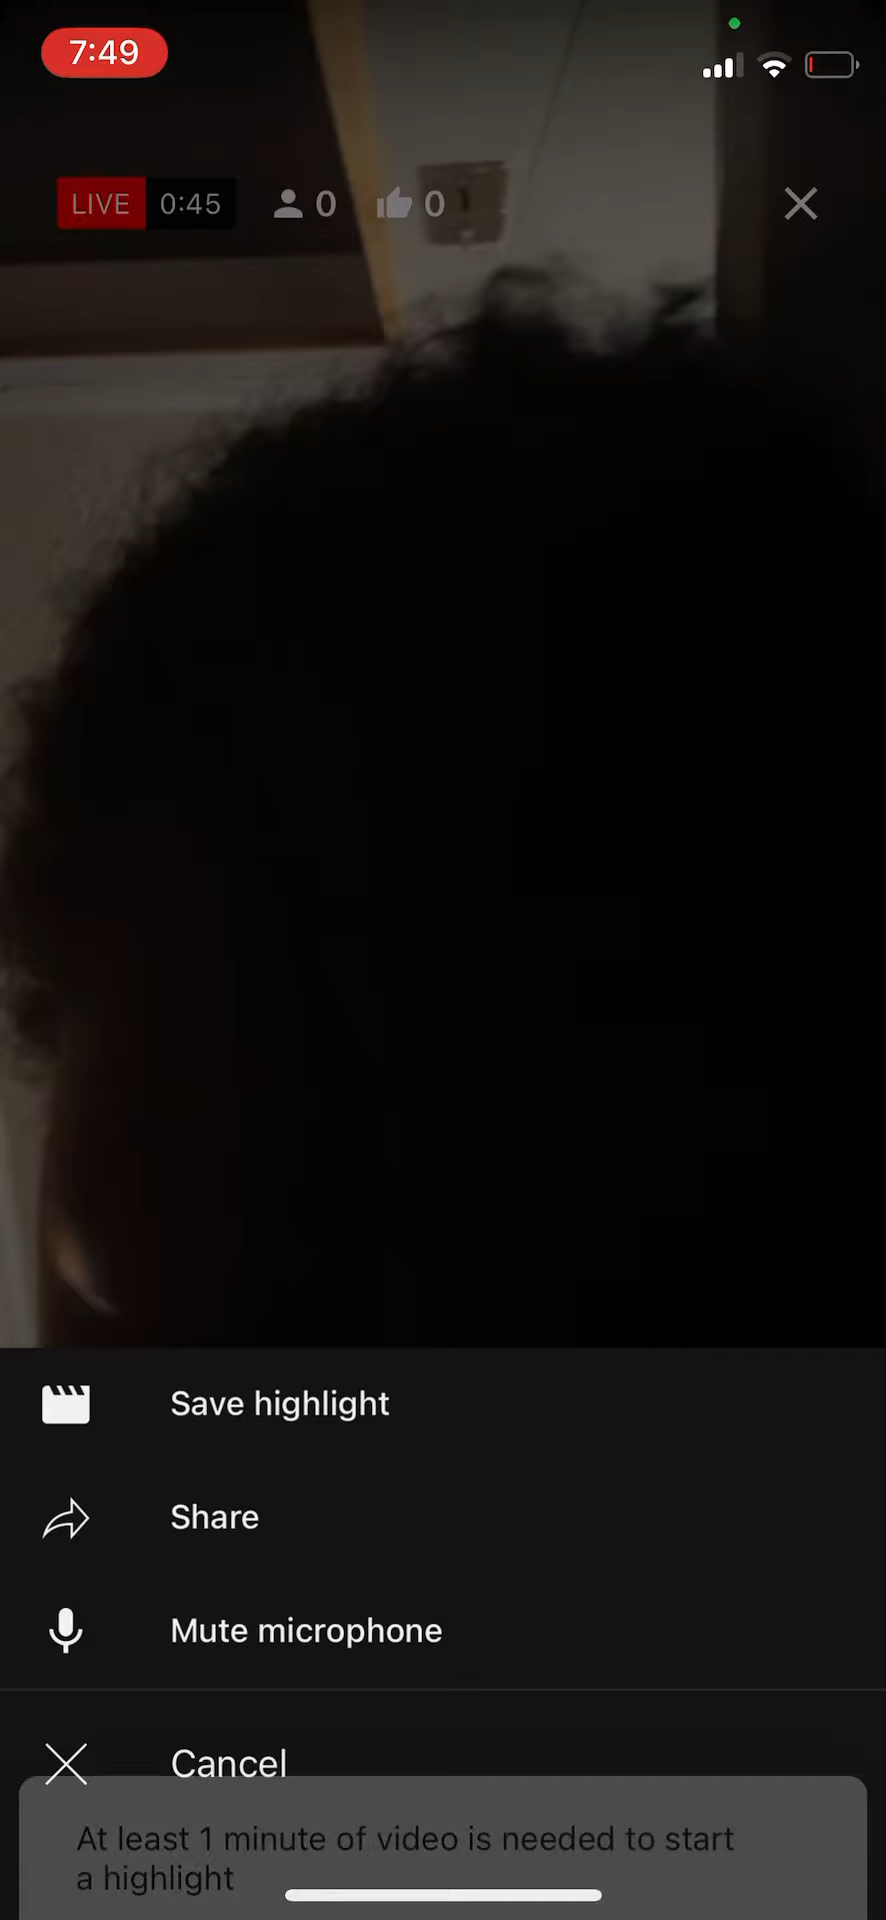 7:49
LIVE 0:45 0 0
Save highlight
Share
Mute microphone
Cancel
At least 1 minute of video is needed to start
a highlight